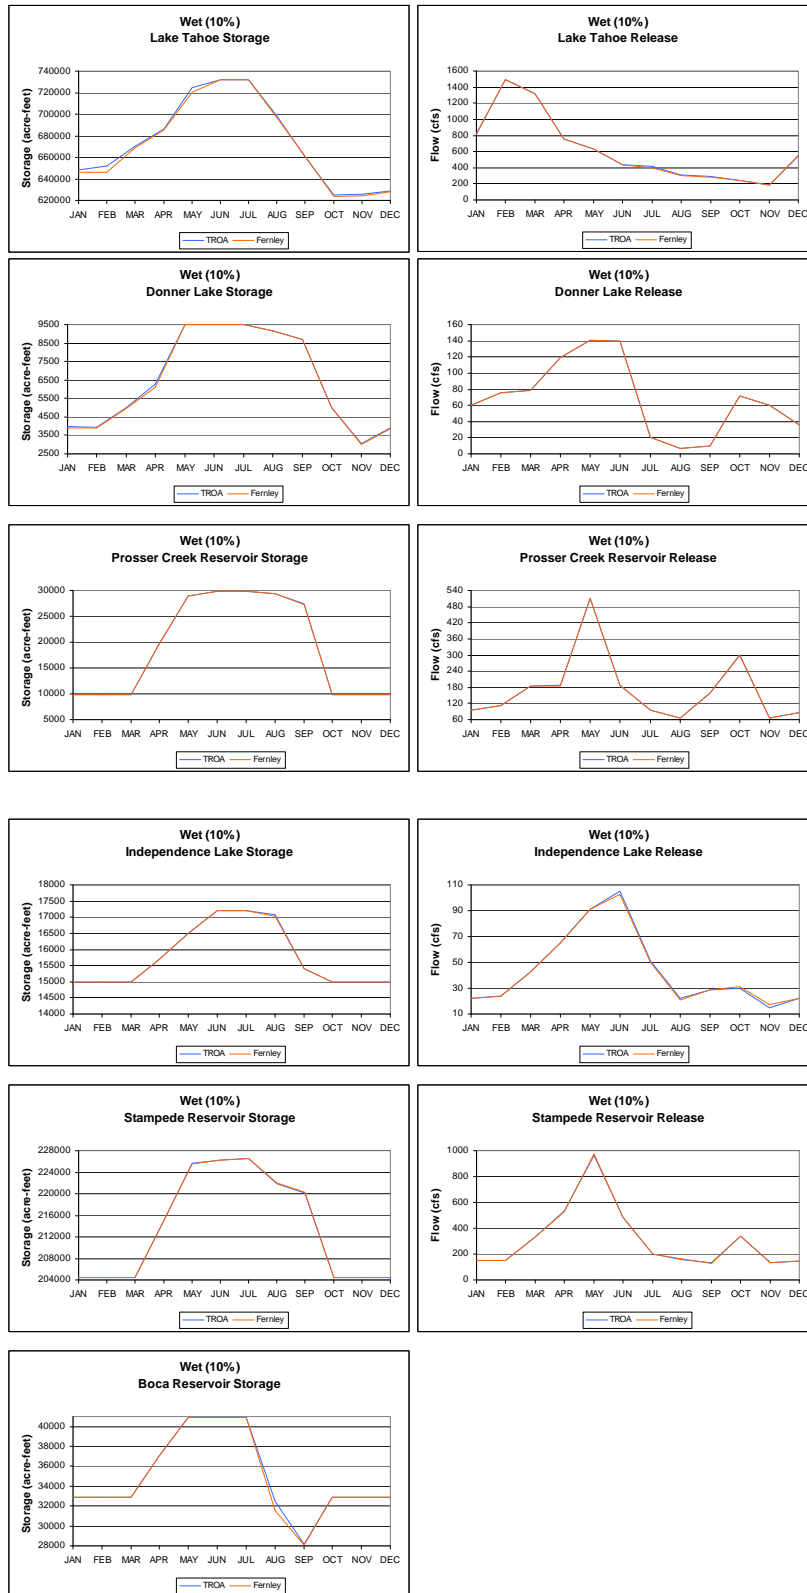 Wet (10%)
Lake Tahoe Storage
Storage (acre-feet)
740000
720000
700000
680000
660000
640000
620000
JAN FEB MAR APR MAY JUN JUL AUG SEP OCT NOV DEC
TROA Fernley
Wet (10%)
Lake Tahoe Release
Flow (cfs)
1600
1400
1200
1000
800
600
400
200
0
JAN FEB MAR APR MAY JUN JUL AUG SEP OCT NOV DEC
TROA Fernley
Wet (10%)
Donner Lake Storage
Storage (acre-feet)
9500
8500
7500
6500
5500
4500
3500
2500
JAN FEB MAR APR MAY JUN JUL AUG SEP OCT NOV DEC
TROA Fernley
Wet (10%)
Donner Lake Release
Flow (cfs)
160
140
120
100
80
60
40
20
0
JAN FEB MAR APR MAY JUN JUL AUG SEP OCT NOV DEC
TROA Fernley
Wet (10%)
Prosser Creek Reservoir Storage
Storage (acre-feet)
30000
25000
20000
15000
10000
5000
JAN FEB MAR APR MAY JUN JUL AUG SEP OCT NOV DEC
TROA Fernley
Wet (10%)
Prosser Creek Reservoir Release
Flow (cfs)
540
480
420
360
300
240
180
120
60
JAN FEB MAR APR MAY JUN JUL AUG SEP OCT NOV DEC
TROA Fernley
Wet (10%)
Independence Lake Storage
Storage (acre-feet)
18000
17500
17000
16500
16000
15500
15000
14500
14000
JAN FEB MAR APR MAY JUN JUL AUG SEP OCT NOV DEC
TROA Fernley
Wet (10%)
Independence Lake Release
Flow (cfs)
110
90
70
50
30
10
JAN FEB MAR APR MAY JUN JUL AUG SEP OCT NOV DEC
TROA Fernley
Wet (10%)
Stampede Reservoir Storage
Storage (acre-feet)
228000
224000
220000
216000
212000
208000
204000
JAN FEB MAR APR MAY JUN JUL AUG SEP OCT NOV DEC
TROA Fernley
Wet (10%)
Stampede Reservoir Release
Flow (cfs)
1000
800
600
400
200
0
JAN FEB MAR APR MAY JUN JUL AUG SEP OCT NOV DEC
TROA Fernley
Wet (10%)
Boca Reservoir Storage
Storage (acre-feet)
40000
38000
36000
34000
32000
30000
28000
JAN FEB MAR APR MAY JUN JUL AUG SEP OCT NOV DEC
TROA Fernley